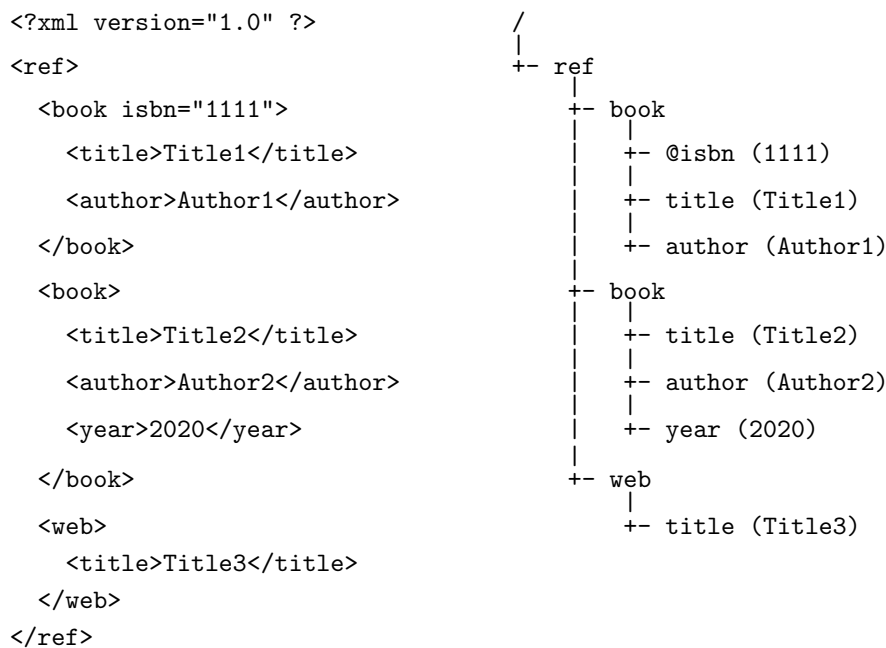 <?xml version="1.0" ?>
<ref>
<book isbn="1111">
<title>Title1</title>
<author>Author1</author>
</book>
<book>
<title>Title2</title>
<author>Author2</author>
<year>2020</year>
</book>
<web>
<title>Title3</title>
</web>
</ref>
/
|
+- ref
|
+- book
| |
| +- @isbn (1111)
| |
| +- title (Title1)
| |
| +- author (Author1)
|
+- book
| |
| +- title (Title2)
| |
| +- author (Author2)
| |
| +- year (2020)
|
+- web
|
+- title (Title3)